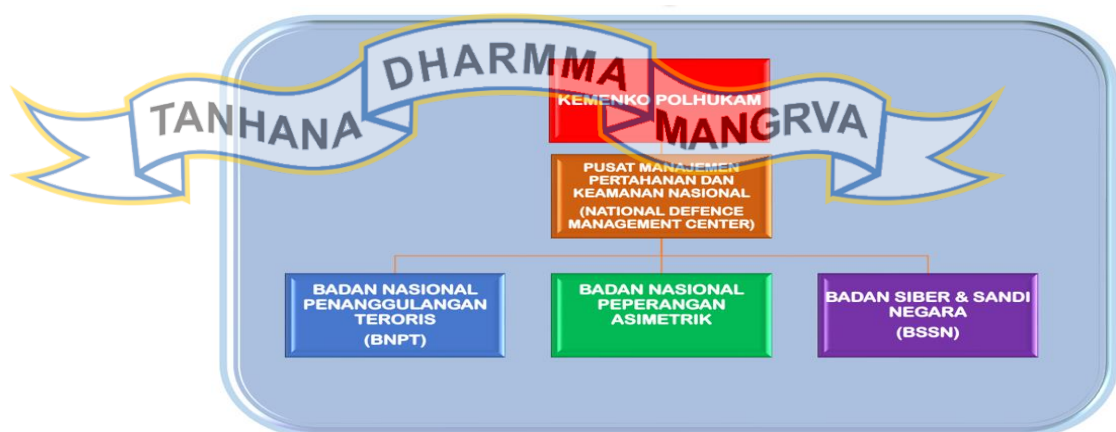 TANHANA DHARMMA MANGRVA
KEMENKO POLHUKAM
PUSAT MANAJEMEN
PERTAHANAN DAN
KEAMANAN NASIONAL
(NATIONAL DEFENCE
MANAGEMENT CENTER)
BADAN NASIONAL
PENANGGULANGAN
TERORIS
(BNPT)
BADAN NASIONAL
PEPERANGAN
ASIMETRIK
BADAN SIBER & SANDI
NEGARA
(BSSN)